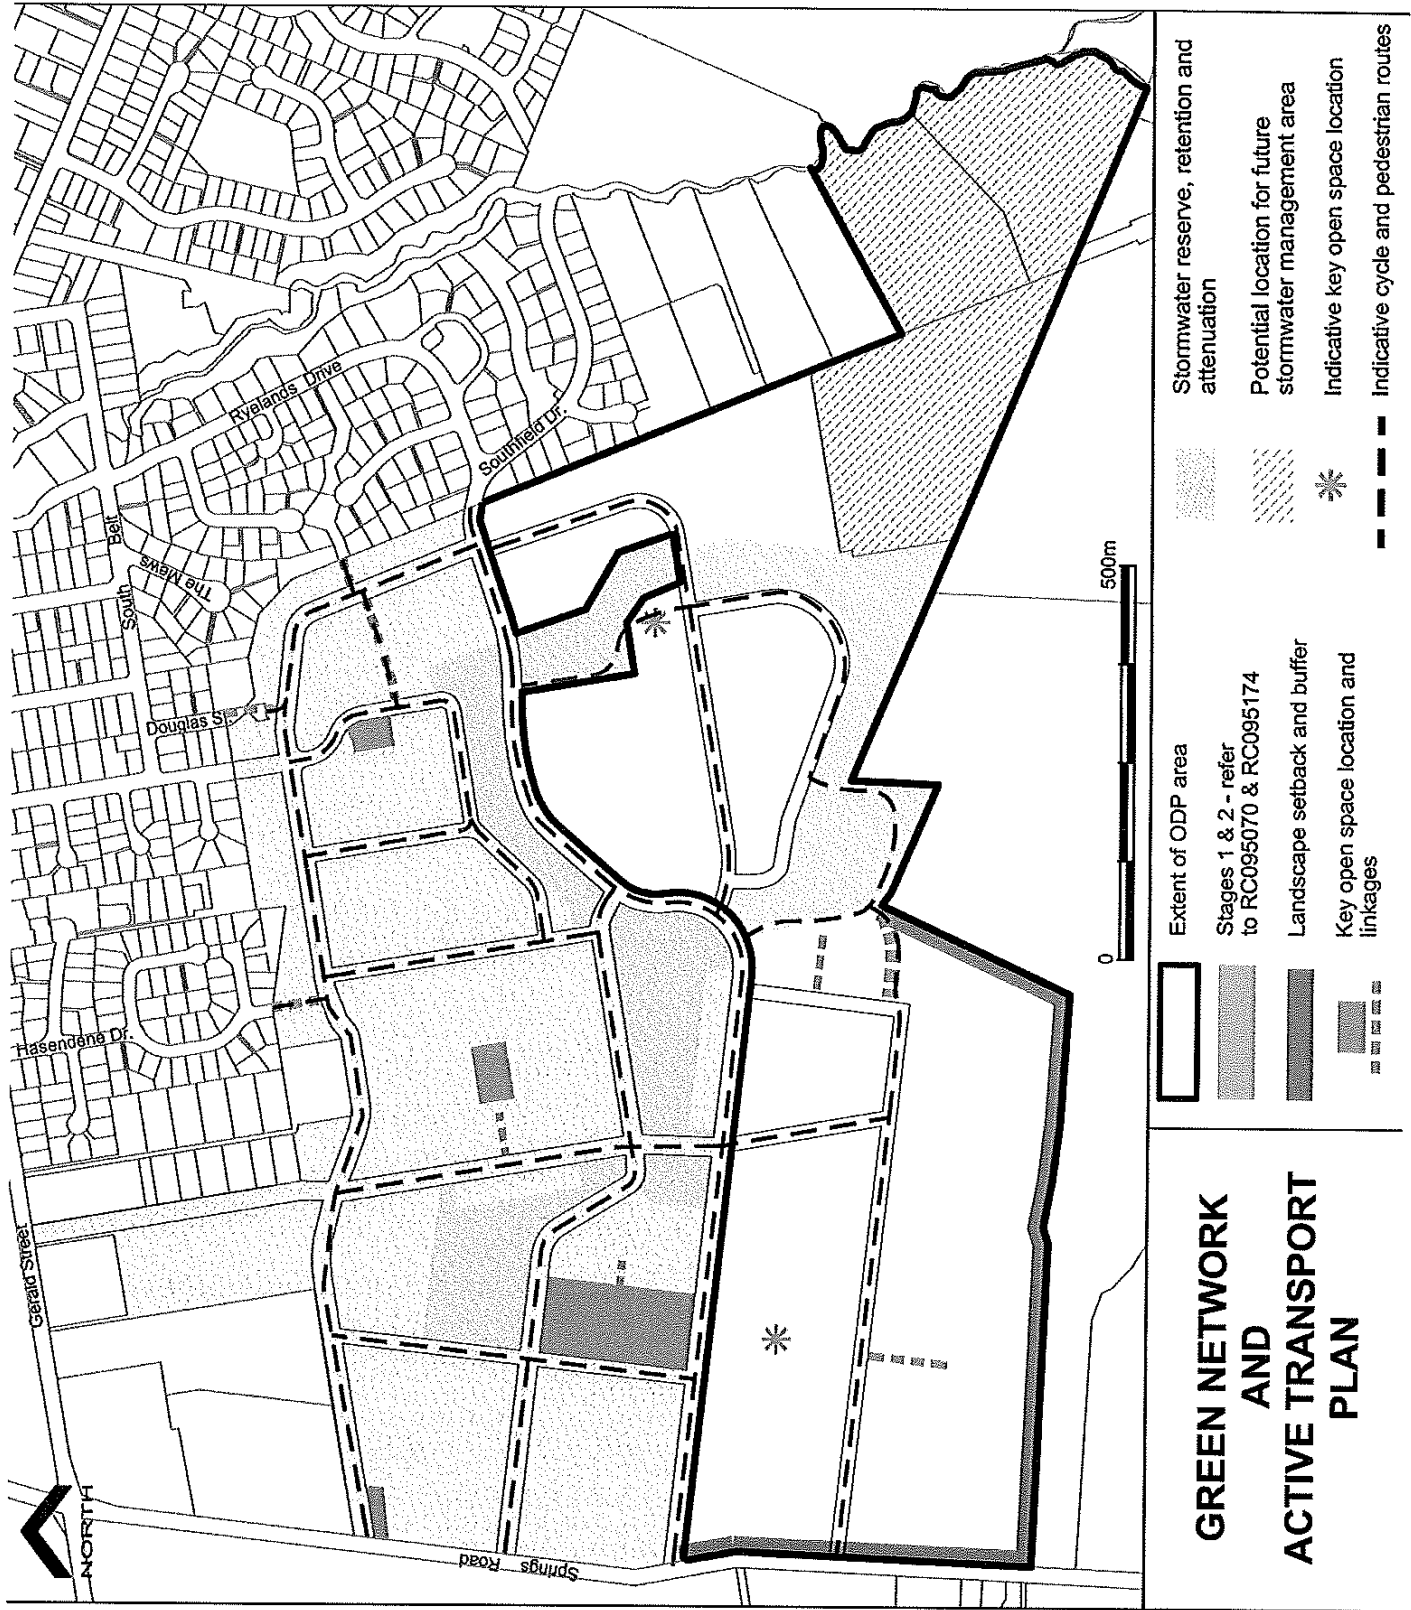 Gerald Street
Hasendene Dr.
Douglas St.
South
Belt
The Mews
Ryelands Drive
Southfield Dr.
Springs Road
NORTH
0
500m
GREEN NETWORK
AND
ACTIVE TRANSPORT
PLAN
Extent of ODP area
Stages 1 & 2 - refer
to RC095070 & RC095174
Landscape setback and buffer
Key open space location and
linkages
Stormwater reserve, retention and
attenuation
Potential location for future
stormwater management area
Indicative key open space location
Indicative cycle and pedestrian routes